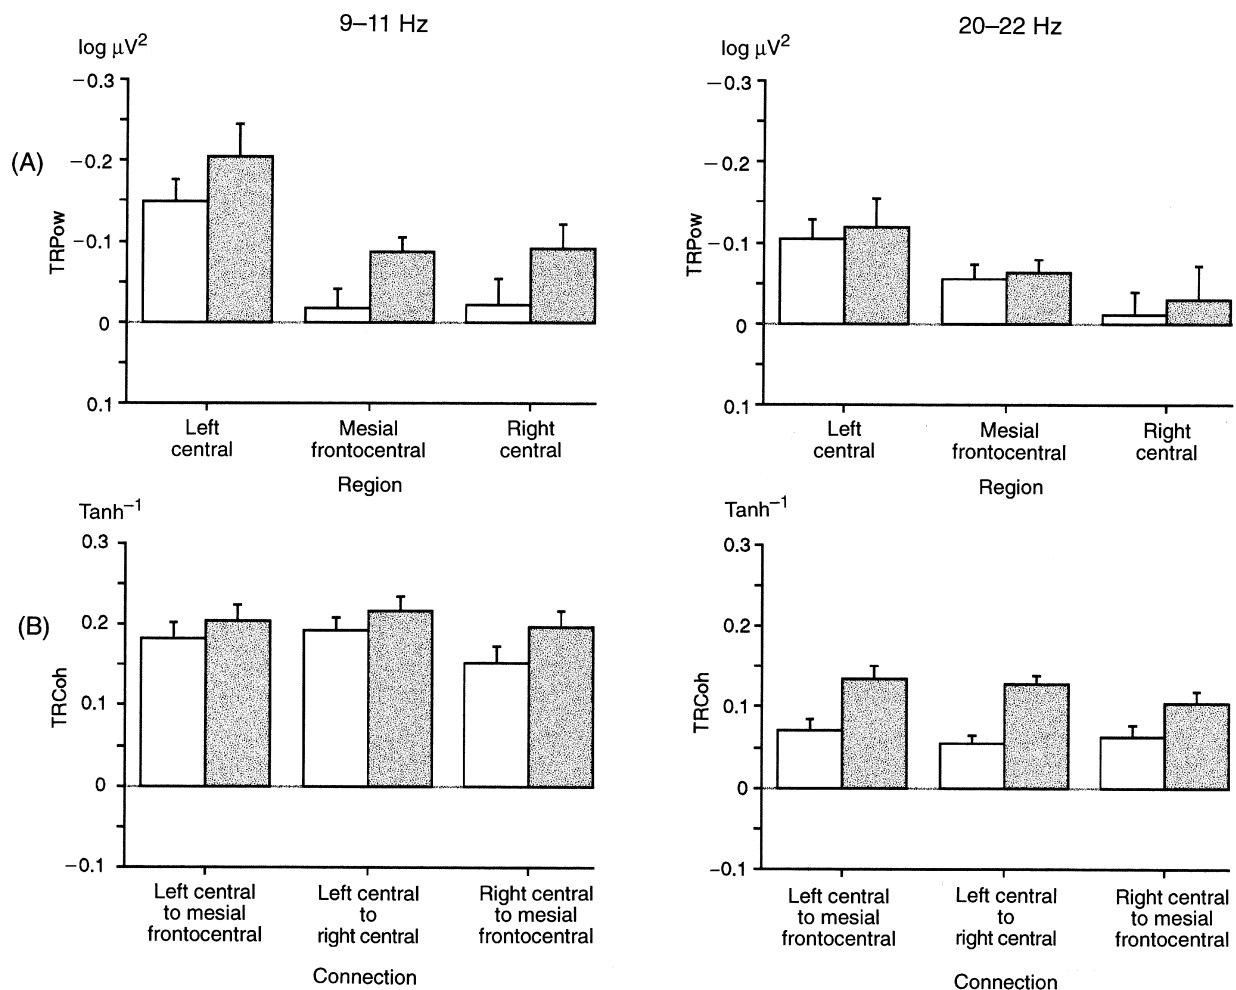 9–11 Hz
20–22 Hz
(A)
log μV²
−0.3
−0.2
−0.1
0
0.1
TRPow
Left
central
Mesial
frontocentral
Right
central
Region
log μV²
−0.3
−0.2
−0.1
0
0.1
TRPow
Left
central
Mesial
frontocentral
Right
central
Region
(B)
Tanh⁻¹
0.3
0.2
0.1
0
−0.1
TRCoh
Left central
to mesial
frontocentral
Left central
to
right central
Right central
to mesial
frontocentral
Connection
Tanh⁻¹
0.3
0.2
0.1
0
−0.1
TRCoh
Left central
to mesial
frontocentral
Left central
to
right central
Right central
to mesial
frontocentral
Connection